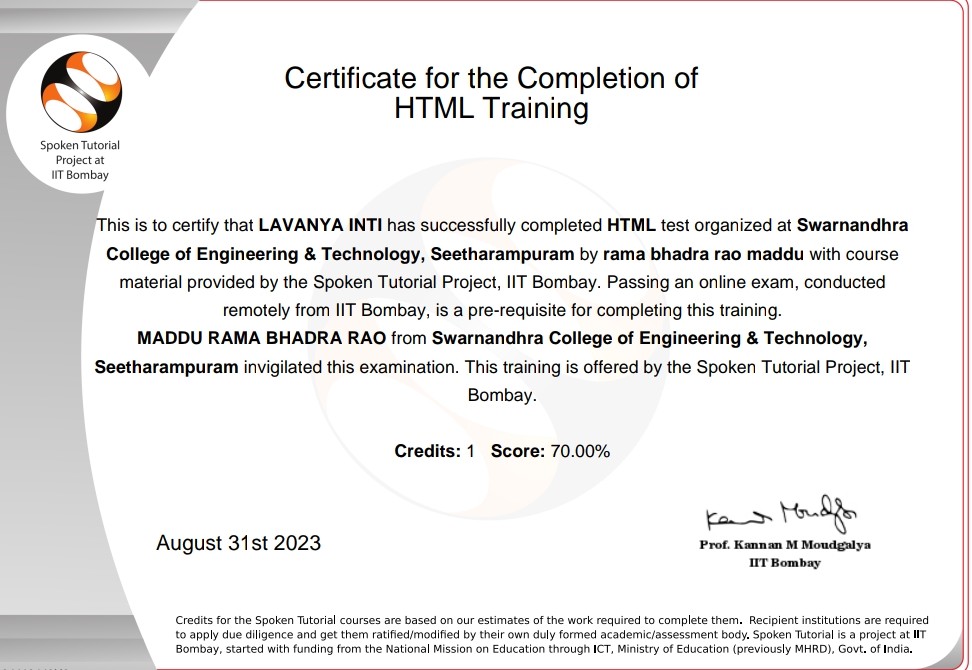 Certificate for the Completion of
HTML Training
Spoken Tutorial
Project at
IIT Bombay
This is to certify that LAVANYA INTI has successfully completed HTML test organized at Swarnandhra
College of Engineering & Technology, Seetharampuram by rama bhadra rao maddu with course
material provided by the Spoken Tutorial Project, IIT Bombay. Passing an online exam, conducted
remotely from IIT Bombay, is a pre-requisite for completing this training.
MADDU RAMA BHADRA RAO from Swarnandhra College of Engineering & Technology,
Seetharampuram invigilated this examination. This training is offered by the Spoken Tutorial Project, IIT
Bombay.
Credits: 1 Score: 70.00%
August 31st 2023
Prof. Kannan M Moudgalya
IIT Bombay
Credits for the Spoken Tutorial courses are based on our estimates of the work required to complete them. Recipient institutions are required
to apply due diligence and get them ratified/modified by their own duly formed academic/assessment body. Spoken Tutorial is a project at IIT
Bombay, started with funding from the National Mission on Education through ICT, Ministry of Education (previously MHRD), Govt. of India.